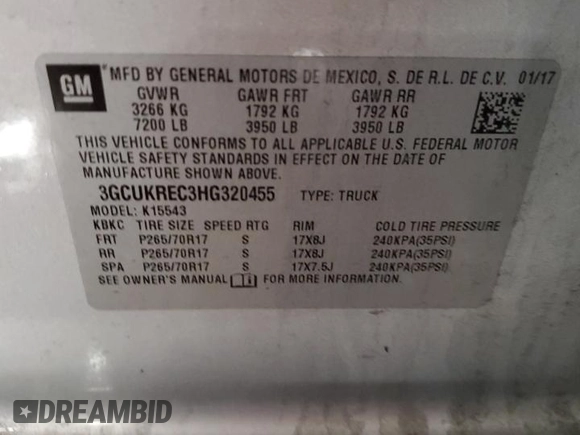 GM
*MFD BY GENERAL MOTORS DE MEXICO, S. DE R.L. DE C.V. 01/17
GVWR GAWR FRT GAWR RR
3266 KG 1792 KG 1792 KG
7200 LB 3950 LB 3950 LB
THIS VEHICLE CONFORMS TO ALL APPLICABLE U.S. FEDERAL MOTOR
VEHICLE SAFETY STANDARDS IN EFFECT ON THE DATE OF
MANUFACTURE SHOWN ABOVE.
3GCUKREC3HG320455 TYPE: TRUCK
MODEL: K15543
KBKC TIRE SIZE SPEED RTG RIM COLD TIRE PRESSURE
FRT P265/70R17 S 17X8J 240KPA(35PSI)
RR P265/70R17 S 17X8J 240KPA(35PSI)
SPA P265/70R17 S 17X7.5J 240KPA(35PSI)
SEE OWNER'S MANUAL FOR MORE INFORMATION.
DREAMBID